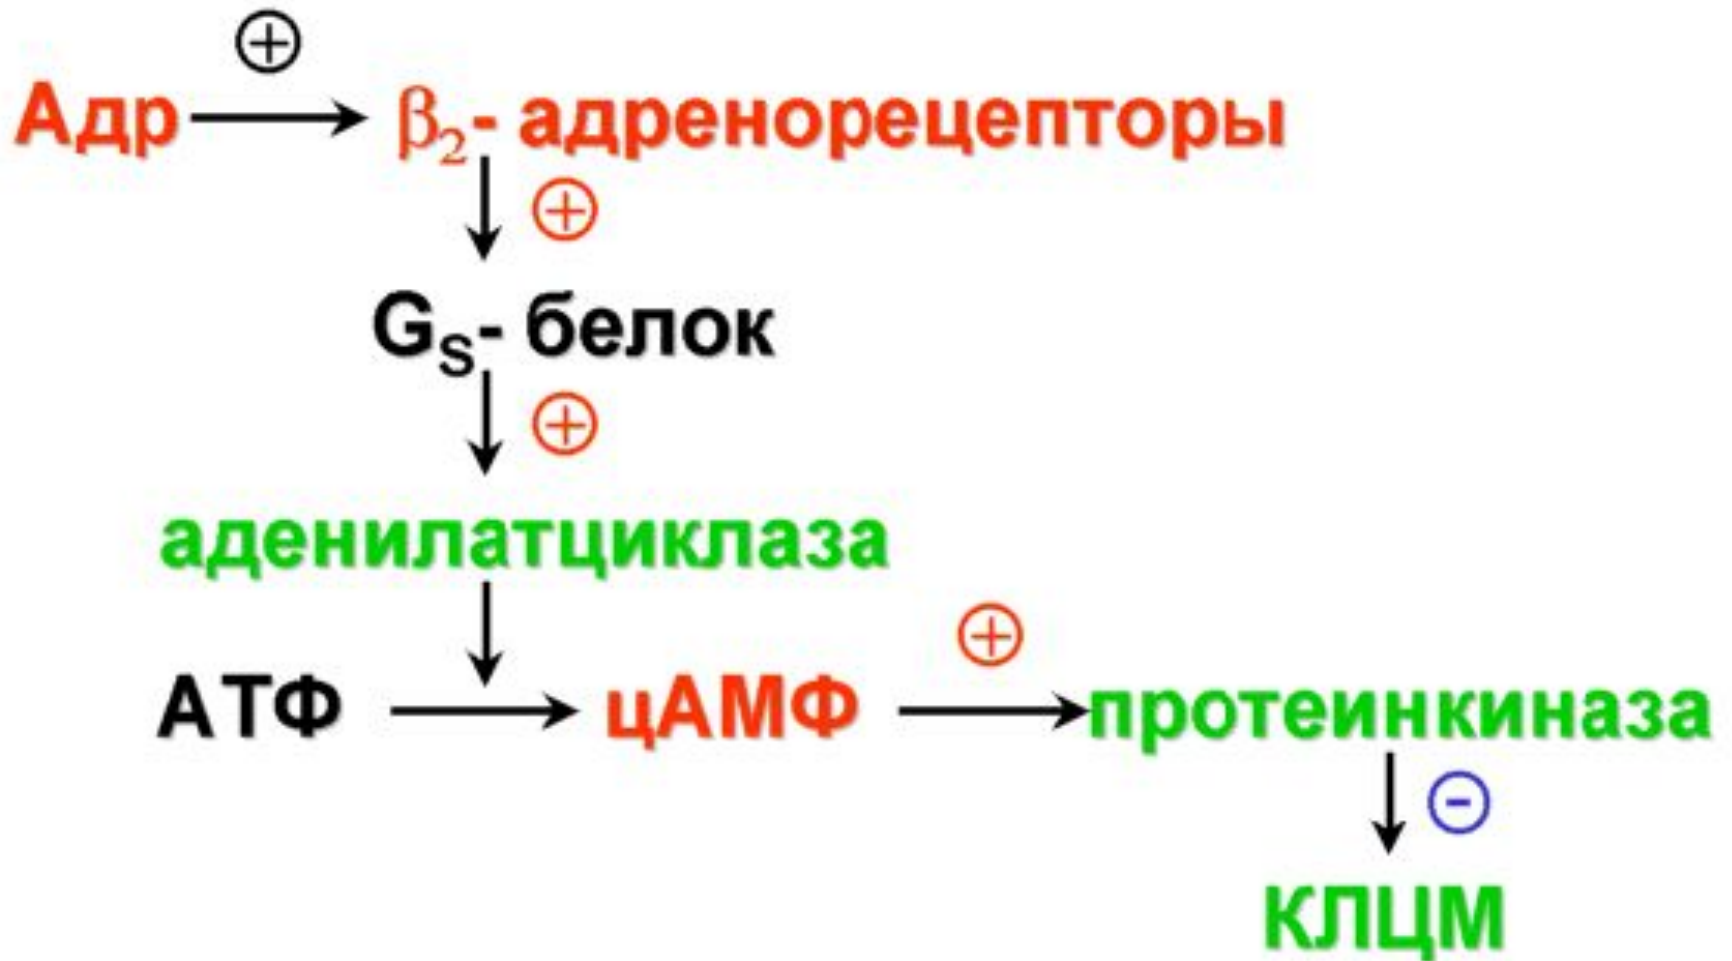 Адр β₂- адренорецепторы
Gₛ- белок
аденилатциклаза
АТФ цАМФ протеинкиназа
КЛЦМ